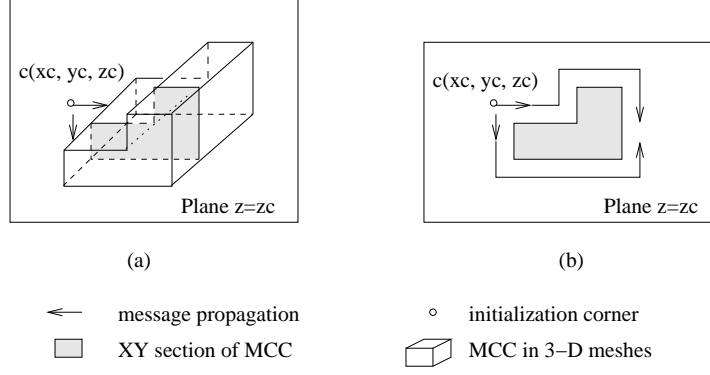 c(xc, yc, zc)
Plane z=zc
(a)
c(xc, yc, zc)
Plane z=zc
(b)
message propagation
initialization corner
XY section of MCC
MCC in 3−D meshes